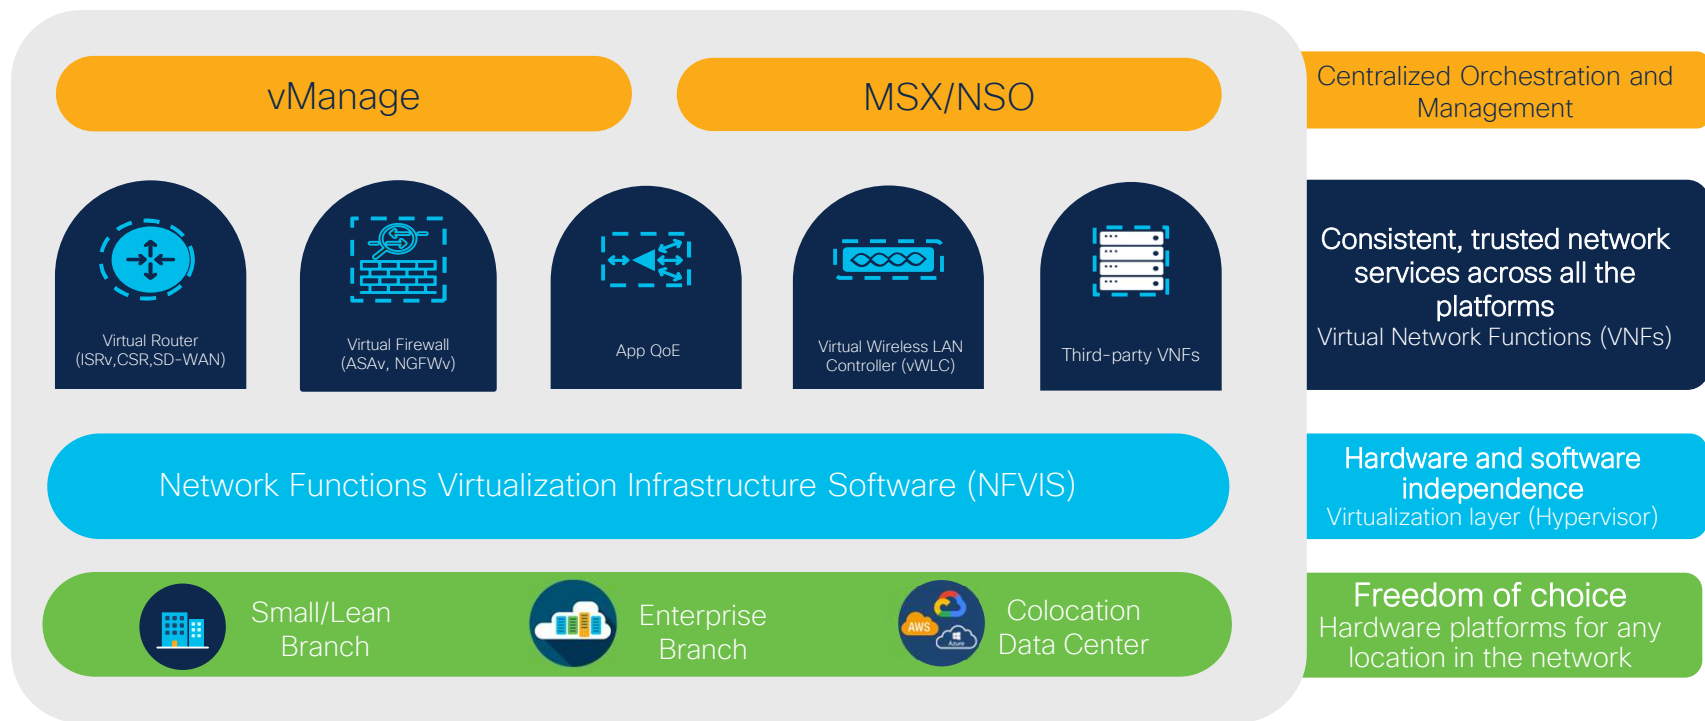 vManage
MSX/NSO
Centralized Orchestration and
Management
Virtual Router
(ISRv,CSR,SD-WAN)
Virtual Firewall
(ASAv, NGFWv)
App QoE
Virtual Wireless LAN
Controller (vWLC)
Third-party VNFs
Consistent, trusted network
services across all the
platforms
Virtual Network Functions (VNFs)
Network Functions Virtualization Infrastructure Software (NFVIS)
Hardware and software
independence
Virtualization layer (Hypervisor)
Small/Lean
Branch
Enterprise
Branch
AWS
Azure
Colocation
Data Center
Freedom of choice
Hardware platforms for any
location in the network